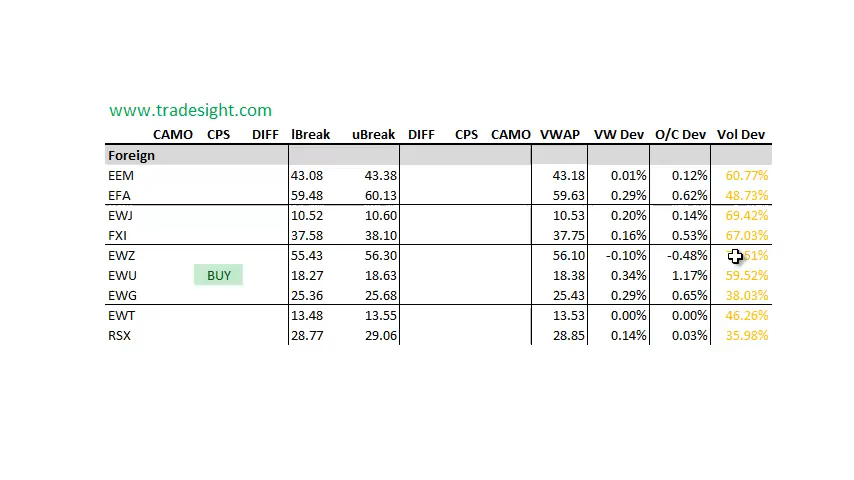 www.tradesight.com
CAMO CPS DIFF lBreak uBreak DIFF CPS CAMO VWAP VW Dev O/C Dev Vol Dev
Foreign
EEM 43.08 43.38 43.18 0.01% 0.12% 60.77%
EFA 59.48 60.13 59.63 0.29% 0.62% 48.73%
EWJ 10.52 10.60 10.53 0.20% 0.14% 69.42%
FXI 37.58 38.10 37.75 0.16% 0.53% 67.03%
EWZ 55.43 56.30 56.10 -0.10% -0.48%
EWU BUY 18.27 18.63 18.38 0.34% 1.17% 59.52%
EWG 25.36 25.68 25.43 0.29% 0.65% 38.03%
EWT 13.48 13.55 13.53 0.00% 0.00% 46.26%
RSX 28.77 29.06 28.85 0.14% 0.03% 35.98%